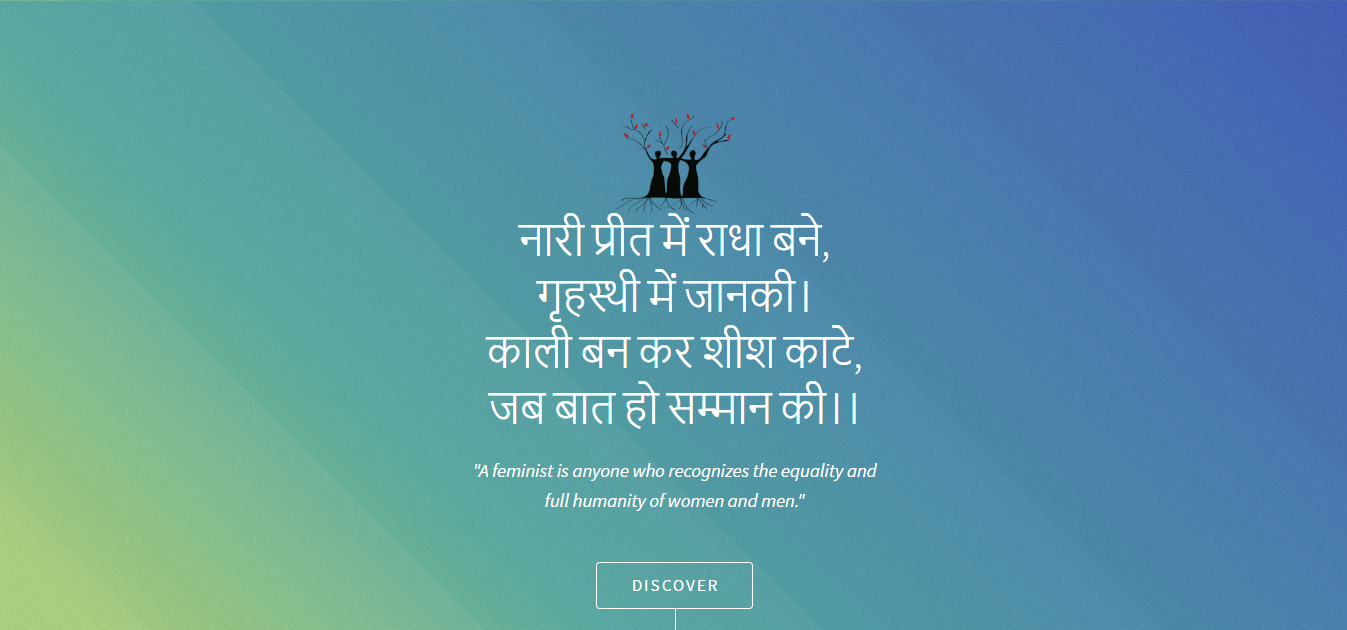 नारी प्रीत में राधा बने,
गृहस्थी में जानकी।
काली बन कर शीश काटे,
जब बात हो सम्मान की।।
"A feminist is anyone who recognizes the equality and
full humanity of women and men."
DISCOVER